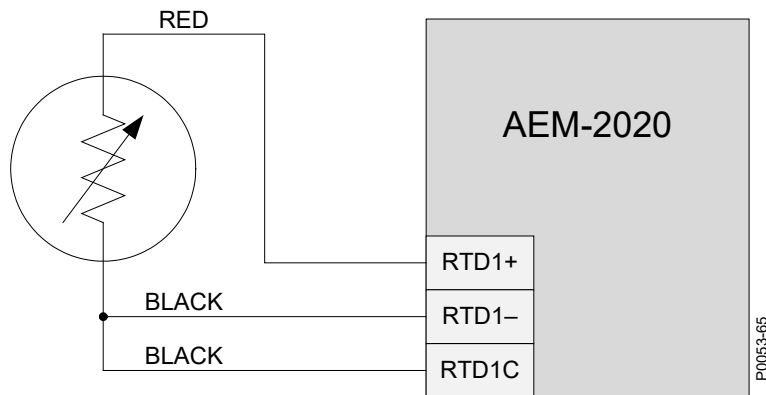 RED
AEM-2020
RTD1+
BLACK
RTD1–
BLACK
RTD1C
P0053-65